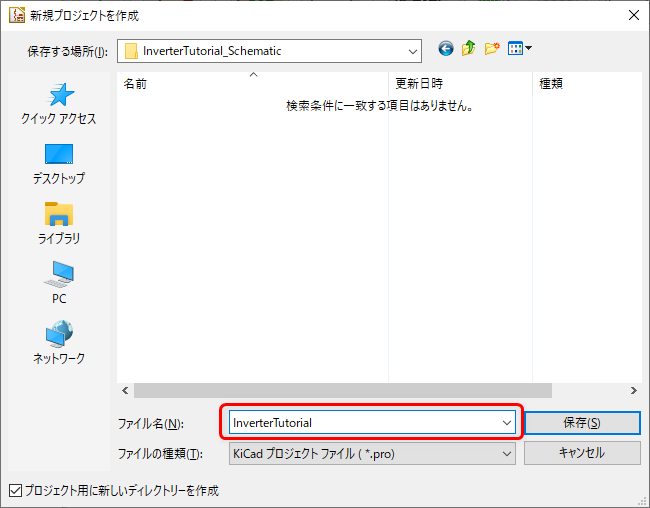 新規プロジェクトを作成
保存する場所(I):
InverterTutorial_Schematic
クイック アクセス
デスクトップ
ライブラリ
PC
ネットワーク
名前
更新日時
種類
検索条件に一致する項目はありません。
ファイル名(N):
InverterTutorial
保存(S)
ファイルの種類(T):
KiCad プロジェクト ファイル ( *.pro)
キャンセル
プロジェクト用に新しいディレクトリーを作成